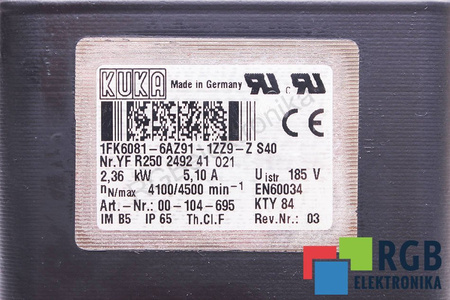 KUKA Made in Germany
1FK6081-6AZ91-1ZZ9-Z S40
Nr.YF R250 2492 41 021
2,36 kW 5,10 A Uistr 185 V
nN/max 4100/4500 min-1 EN60034
Art.-Nr.: 00-104-695 KTY 84
IM B5 IP 65 Th.Cl.F Rev.Nr.: 03
RGB
ELEKTRONIKA